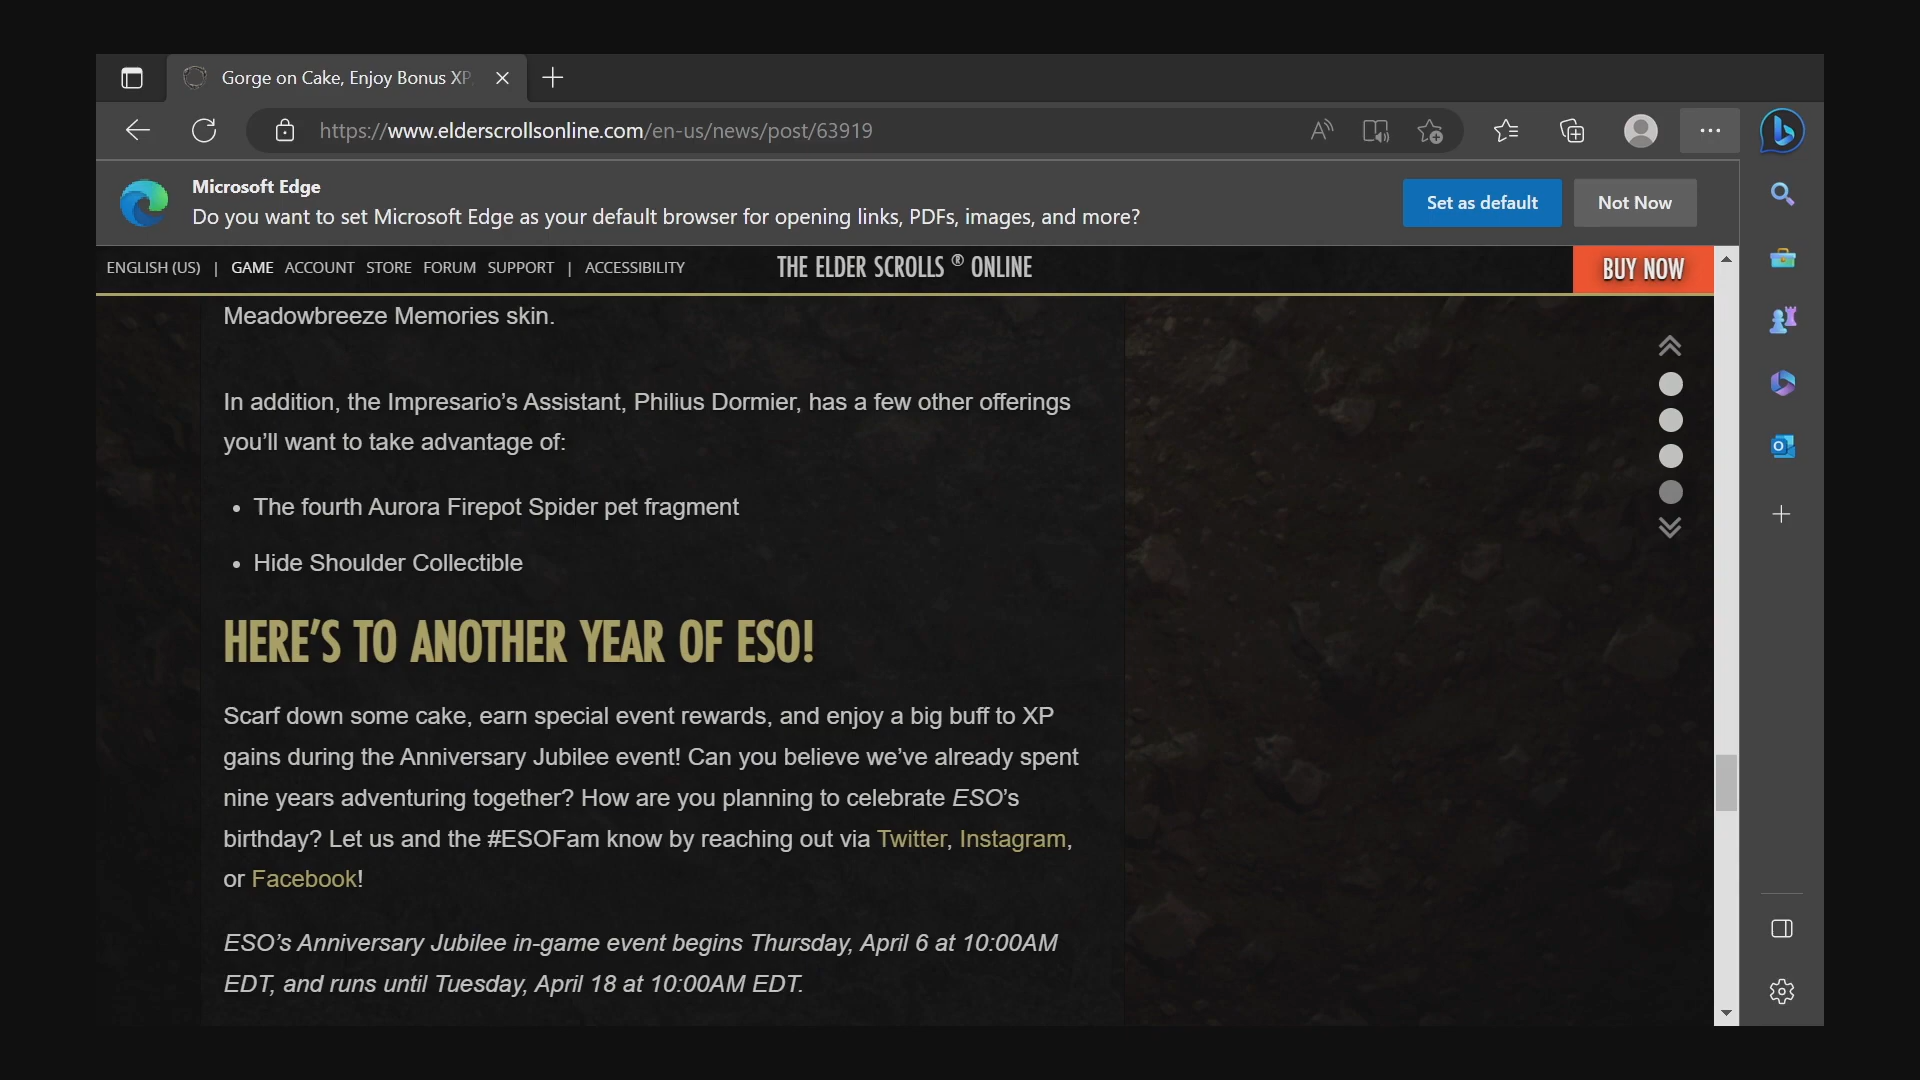 Gorge on Cake, Enjoy Bonus XP
https://www.elderscrollsonline.com/en-us/news/post/63919
Microsoft Edge
Do you want to set Microsoft Edge as your default browser for opening links, PDFs, images, and more?
Set as default
Not Now
ENGLISH (US) | GAME ACCOUNT STORE FORUM SUPPORT | ACCESSIBILITY
THE ELDER SCROLLS ® ONLINE
BUY NOW
Meadowbreeze Memories skin.
In addition, the Impresario’s Assistant, Philius Dormier, has a few other offerings
you’ll want to take advantage of:
• The fourth Aurora Firepot Spider pet fragment
• Hide Shoulder Collectible
HERE’S TO ANOTHER YEAR OF ESO!
Scarf down some cake, earn special event rewards, and enjoy a big buff to XP
gains during the Anniversary Jubilee event! Can you believe we’ve already spent
nine years adventuring together? How are you planning to celebrate ESO’s
birthday? Let us and the #ESOFam know by reaching out via Twitter, Instagram,
or Facebook!
ESO’s Anniversary Jubilee in-game event begins Thursday, April 6 at 10:00AM
EDT, and runs until Tuesday, April 18 at 10:00AM EDT.